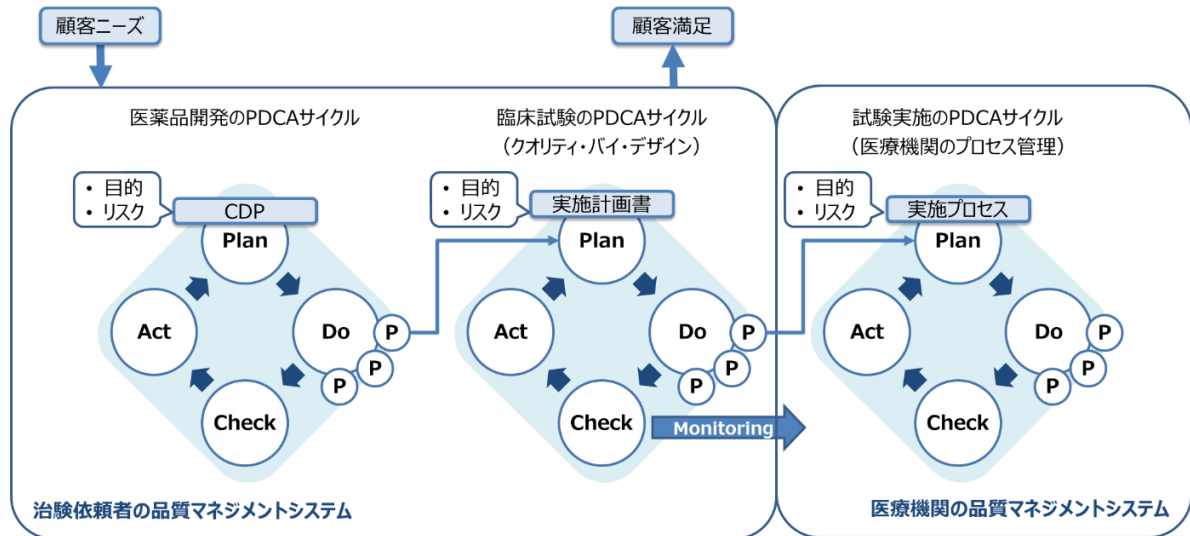 顧客ニーズ
顧客満足
医薬品開発のPDCAサイクル
・ 目的
・ リスク
CDP
Plan
Act
Do
P
P
P
Check
臨床試験のPDCAサイクル
（クオリティ・バイ・デザイン）
・ 目的
・ リスク
実施計画書
Plan
Act
Do
P
P
P
Check
Monitoring
治験依頼者の品質マネジメントシステム
試験実施のPDCAサイクル
（医療機関のプロセス管理）
・ 目的
・ リスク
実施プロセス
Plan
Act
Do
P
P
P
Check
医療機関の品質マネジメントシステム